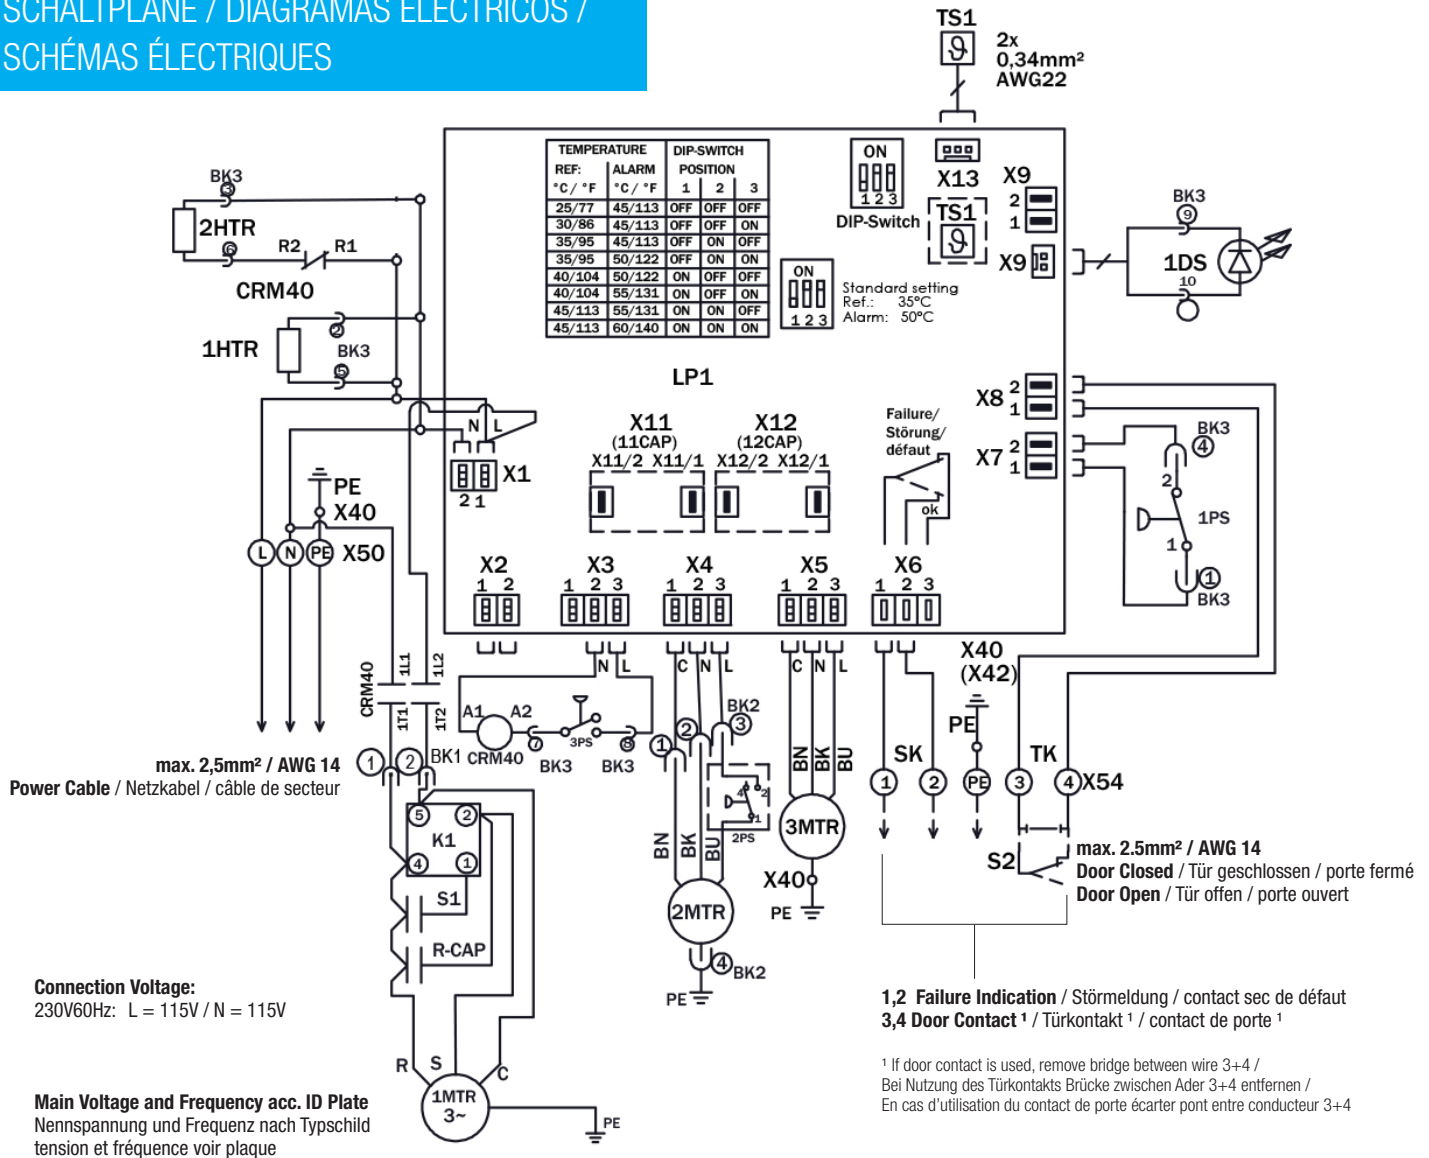 SCHALTPLÄNE / DIAGRAMAS ELÉCTRICOS /
SCHÉMAS ÉLECTRIQUES
TS1
2x
0,34mm²
AWG22
TEMPERATURE DIP-SWITCH
REF: ALARM POSITION
°C/ °F °C/ °F 1 2 3
25/77 45/113 OFF OFF OFF
30/86 45/113 OFF OFF ON
35/95 45/113 OFF ON OFF
35/95 50/122 OFF ON ON
40/104 50/122 ON OFF OFF
40/104 55/131 ON OFF ON
45/113 55/131 ON ON OFF
45/113 60/140 ON ON ON
ON
1 2 3
DIP-Switch
X13
TS1
X9
2
1
X9
BK3
9
1DS
10
ON
1 2 3
Standard setting
Ref.: 35°C
Alarm: 50°C
BK3
3
2HTR
6
R2 R1
CRM40
1HTR
2
BK3
5
LP1
N L
X1
2 1
X11
(11CAP)
X11/2 X11/1
X12
(12CAP)
X12/2 X12/1
Failure/
Störung/
défaut
ok
X8 2
1
X7 2
1
BK3
4
2
1PS
1
1
BK3
PE
X40
L N PE X50
X2
1 2
X3
1 2 3
X4
1 2 3
X5
1 2 3
X6
1 2 3
N L
C N L
C N L
X40
(X42)
PE
CRM40
1L1
1L2
1T1
1T2
A1 A2
CRM40
7
BK3
3PS
8
BK3
1 2 BK1
1
2
3
BK2
4 2
1
2PS
BN
BK
BU
BN
BK
BU
SK
1 2 PE
TK
3 4 X54
max. 2,5mm² / AWG 14
Power Cable / Netzkabel / câble de secteur
5 2
K1
4 1
S1
R-CAP
2MTR
4
BK2
PE
3MTR
X40
PE
S2
max. 2.5mm² / AWG 14
Door Closed / Tür geschlossen / porte fermé
Door Open / Tür offen / porte ouvert
Connection Voltage:
230V60Hz: L = 115V / N = 115V
1,2 Failure Indication / Störmeldung / contact sec de défaut
3,4 Door Contact ¹ / Türkontakt ¹ / contact de porte ¹
¹ If door contact is used, remove bridge between wire 3+4 /
Bei Nutzung des Türkontakts Brücke zwischen Ader 3+4 entfernen /
En cas d'utilisation du contact de porte écarter pont entre conducteur 3+4
R S C
1MTR
3~
PE
Main Voltage and Frequency acc. ID Plate
Nennspannung und Frequenz nach Typschild
tension et fréquence voir plaque